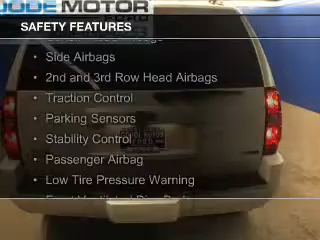 JUDE MOTOR
SAFETY FEATURES
• Side Airbags
• 2nd and 3rd Row Head Airbags
• Traction Control
• Parking Sensors
• Stability Control
• Passenger Airbag
• Low Tire Pressure Warning